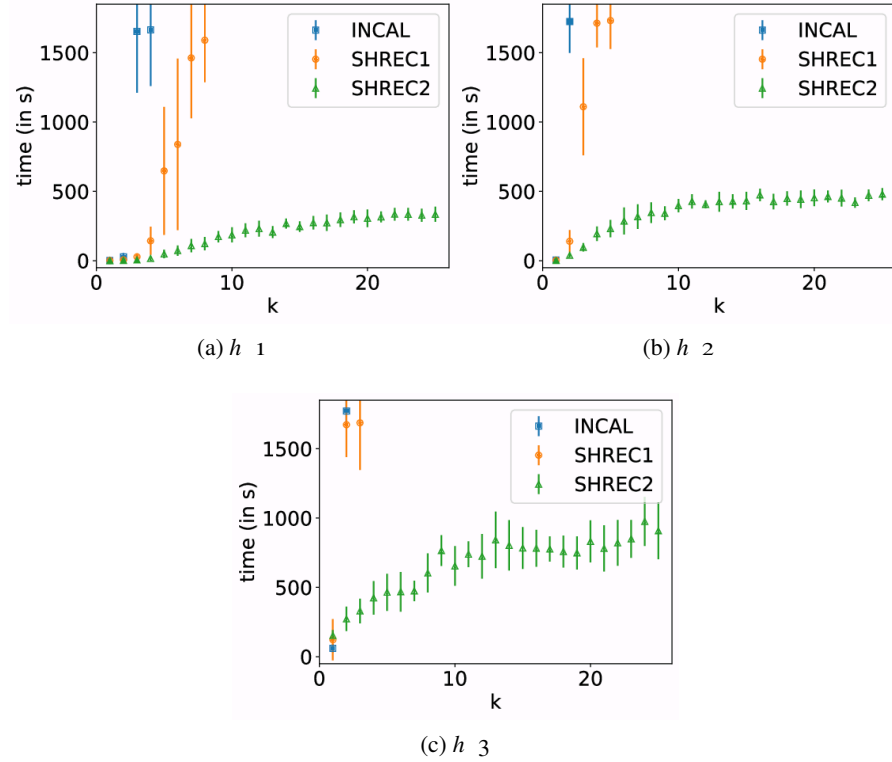 1500
1000
500
0
time (in s)
INCAL
SHREC1
SHREC2
0 10 20
k
(a) h 1
1500
1000
500
0
time (in s)
INCAL
SHREC1
SHREC2
0 10 20
k
(b) h 2
1500
1000
500
0
time (in s)
INCAL
SHREC1
SHREC2
0 10 20
k
(c) h 3